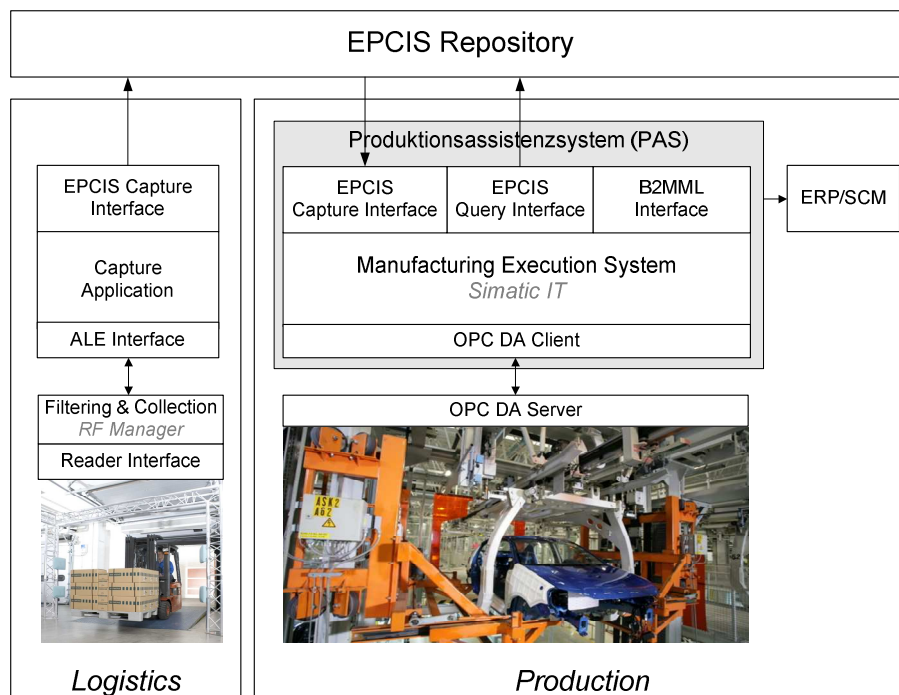 EPCIS Repository
EPCIS Capture
Interface
Capture
Application
ALE Interface
Filtering & Collection
RF Manager
Reader Interface
Logistics
Produktionsassistenzsystem (PAS)
EPCIS
Capture Interface
EPCIS
Query Interface
B2MML
Interface
Manufacturing Execution System
Simatic IT
OPC DA Client
ERP/SCM
OPC DA Server
ASK2
AGZ
Production